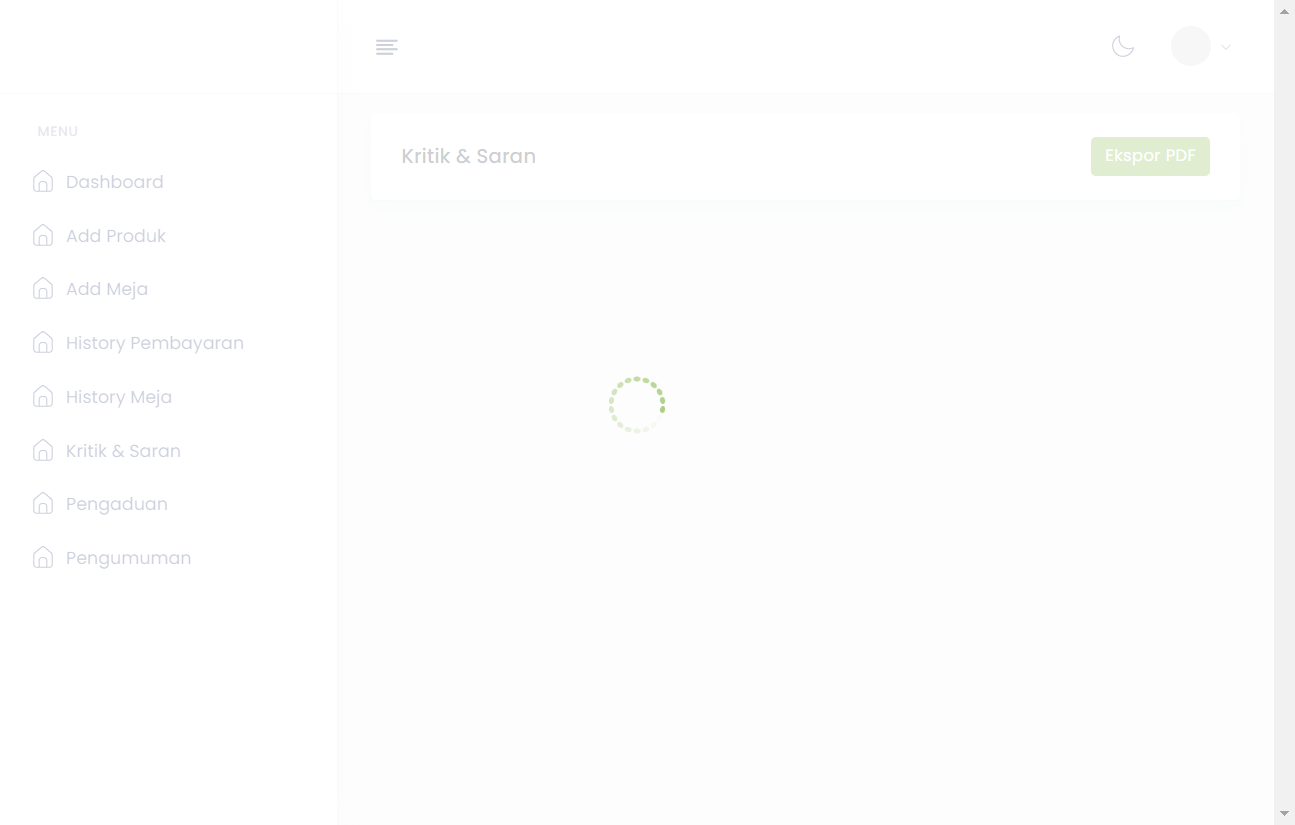 MENU
Dashboard
Add Produk
Add Meja
History Pembayaran
History Meja
Kritik & Saran
Pengaduan
Pengumuman
Kritik & Saran
Ekspor PDF